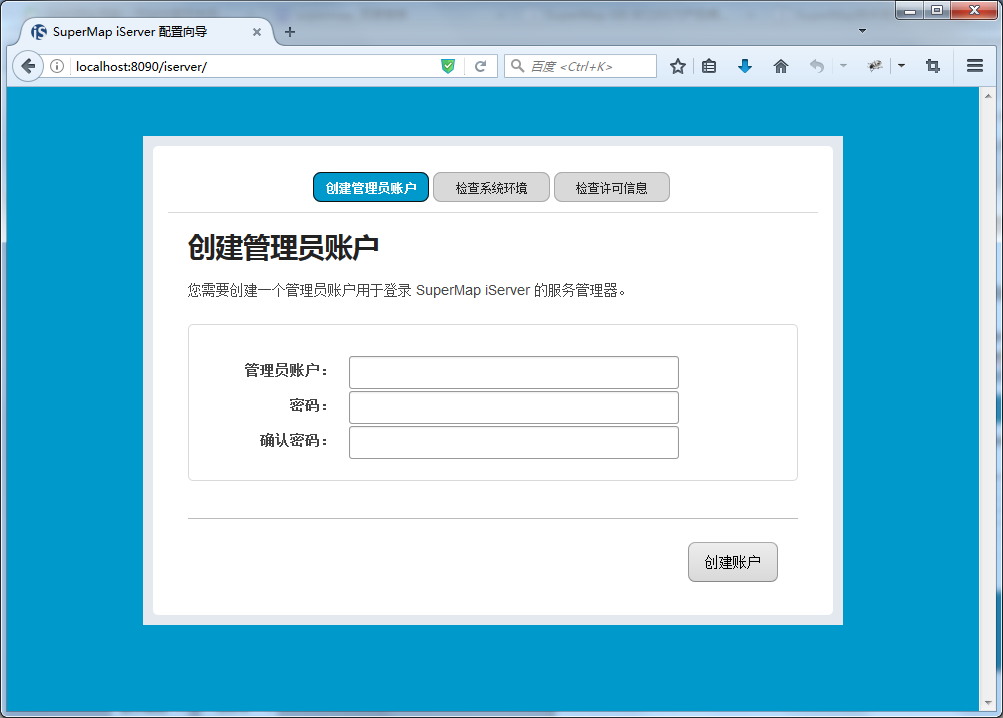 SuperMap iServer 配置向导
localhost:8090/iserver/
百度 <Ctrl+K>
创建管理员账户 检查系统环境 检查许可信息
创建管理员账户
您需要创建一个管理员账户用于登录 SuperMap iServer 的服务管理器。
管理员账户：
密码：
确认密码：
创建账户